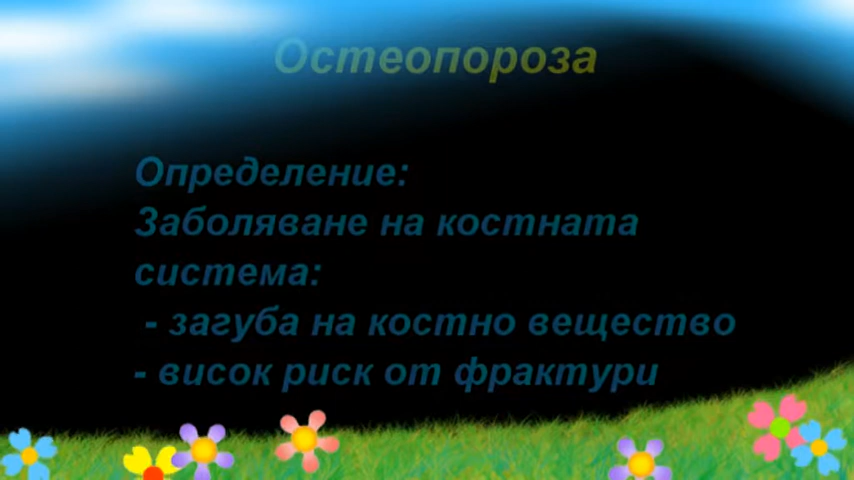 Остеопороза
Определение:
Заболяване на костната
система:
- загуба на костно вещество
- висок риск от фрактури